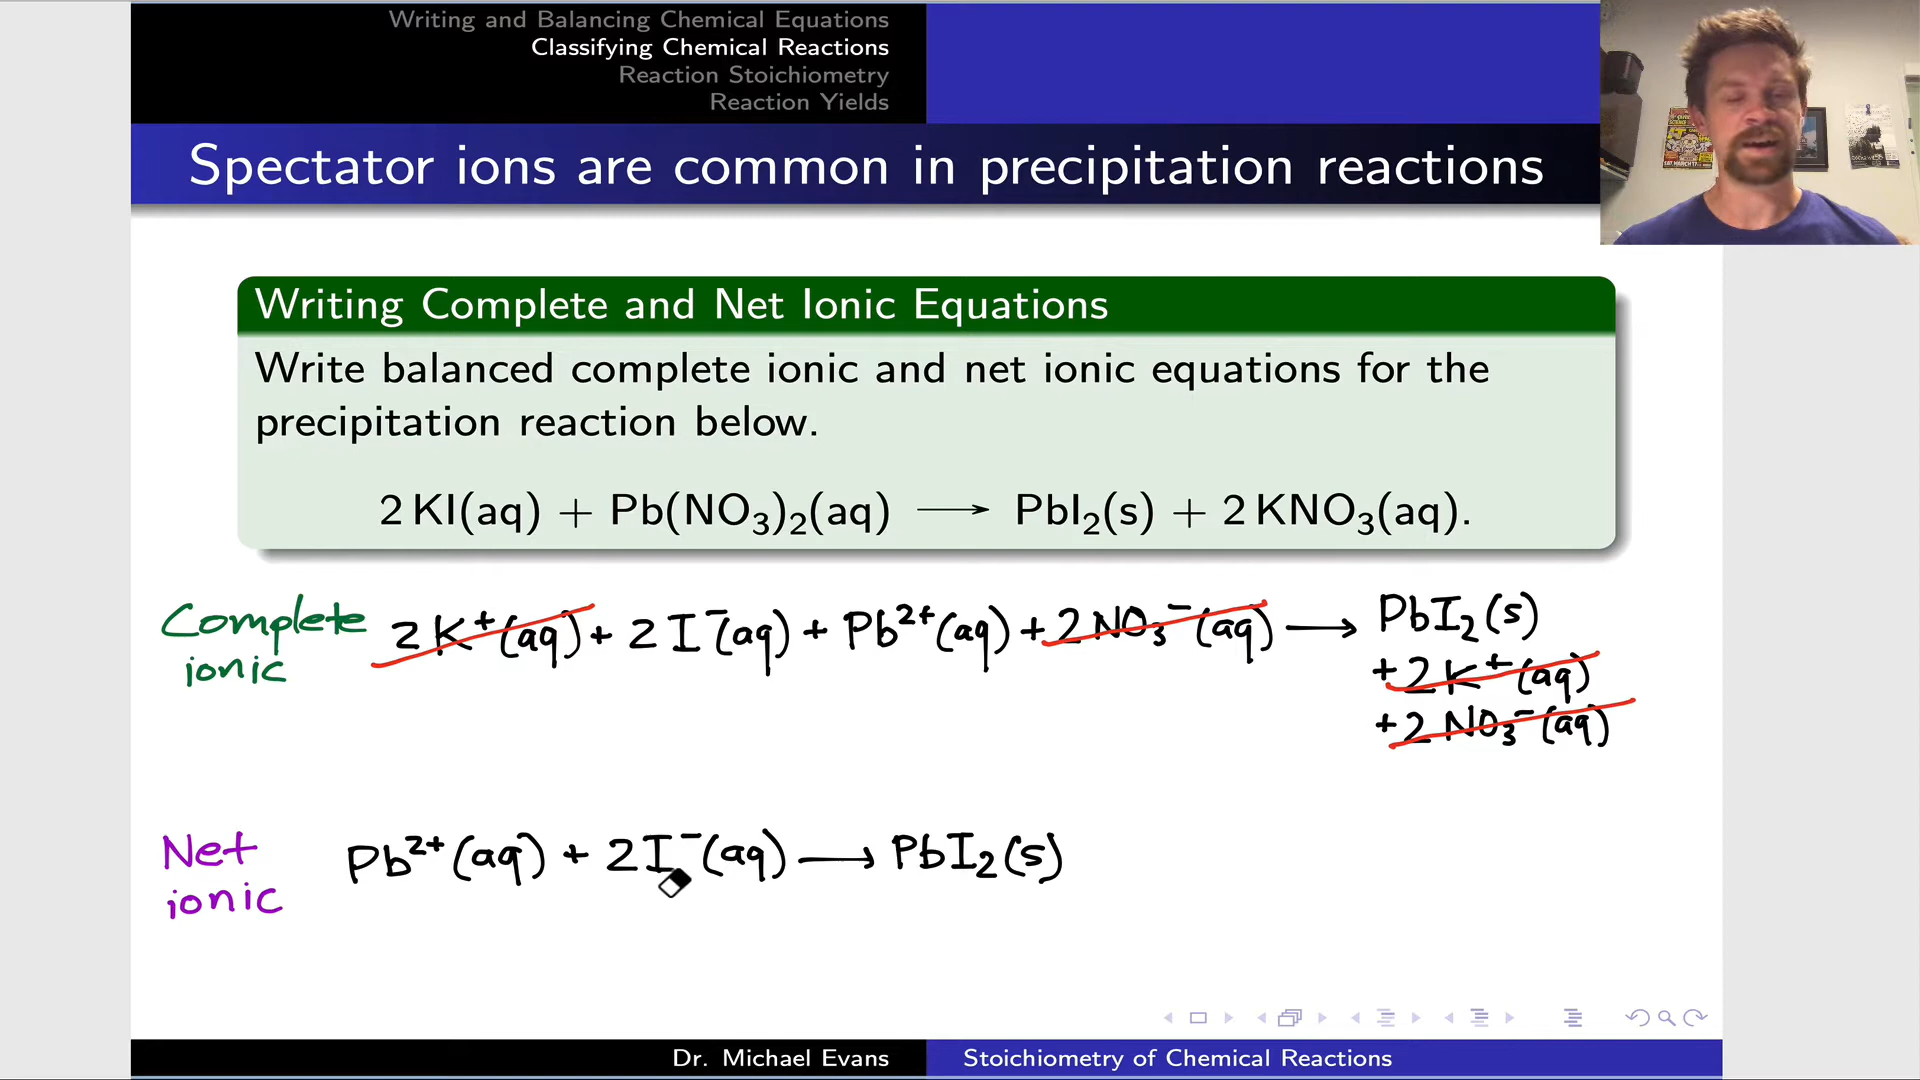 Writing and Balancing Chemical Equations
Classifying Chemical Reactions
Reaction Stoichiometry
Reaction Yields
Spectator ions are common in precipitation reactions
Writing Complete and Net Ionic Equations
Write balanced complete ionic and net ionic equations for the
precipitation reaction below.
2 KI(aq) + Pb(NO₃)₂(aq) ⟶ PbI₂(s) + 2 KNO₃(aq).
Complete
ionic
2 K⁺(aq) + 2 I⁻(aq) + Pb²⁺(aq) + 2 NO₃⁻(aq) ⟶ PbI₂(s)
+ 2 K⁺(aq)
+ 2 NO₃⁻(aq)
Net
ionic
Pb²⁺(aq) + 2 I⁻(aq) ⟶ PbI₂(s)
Dr. Michael Evans
Stoichiometry of Chemical Reactions